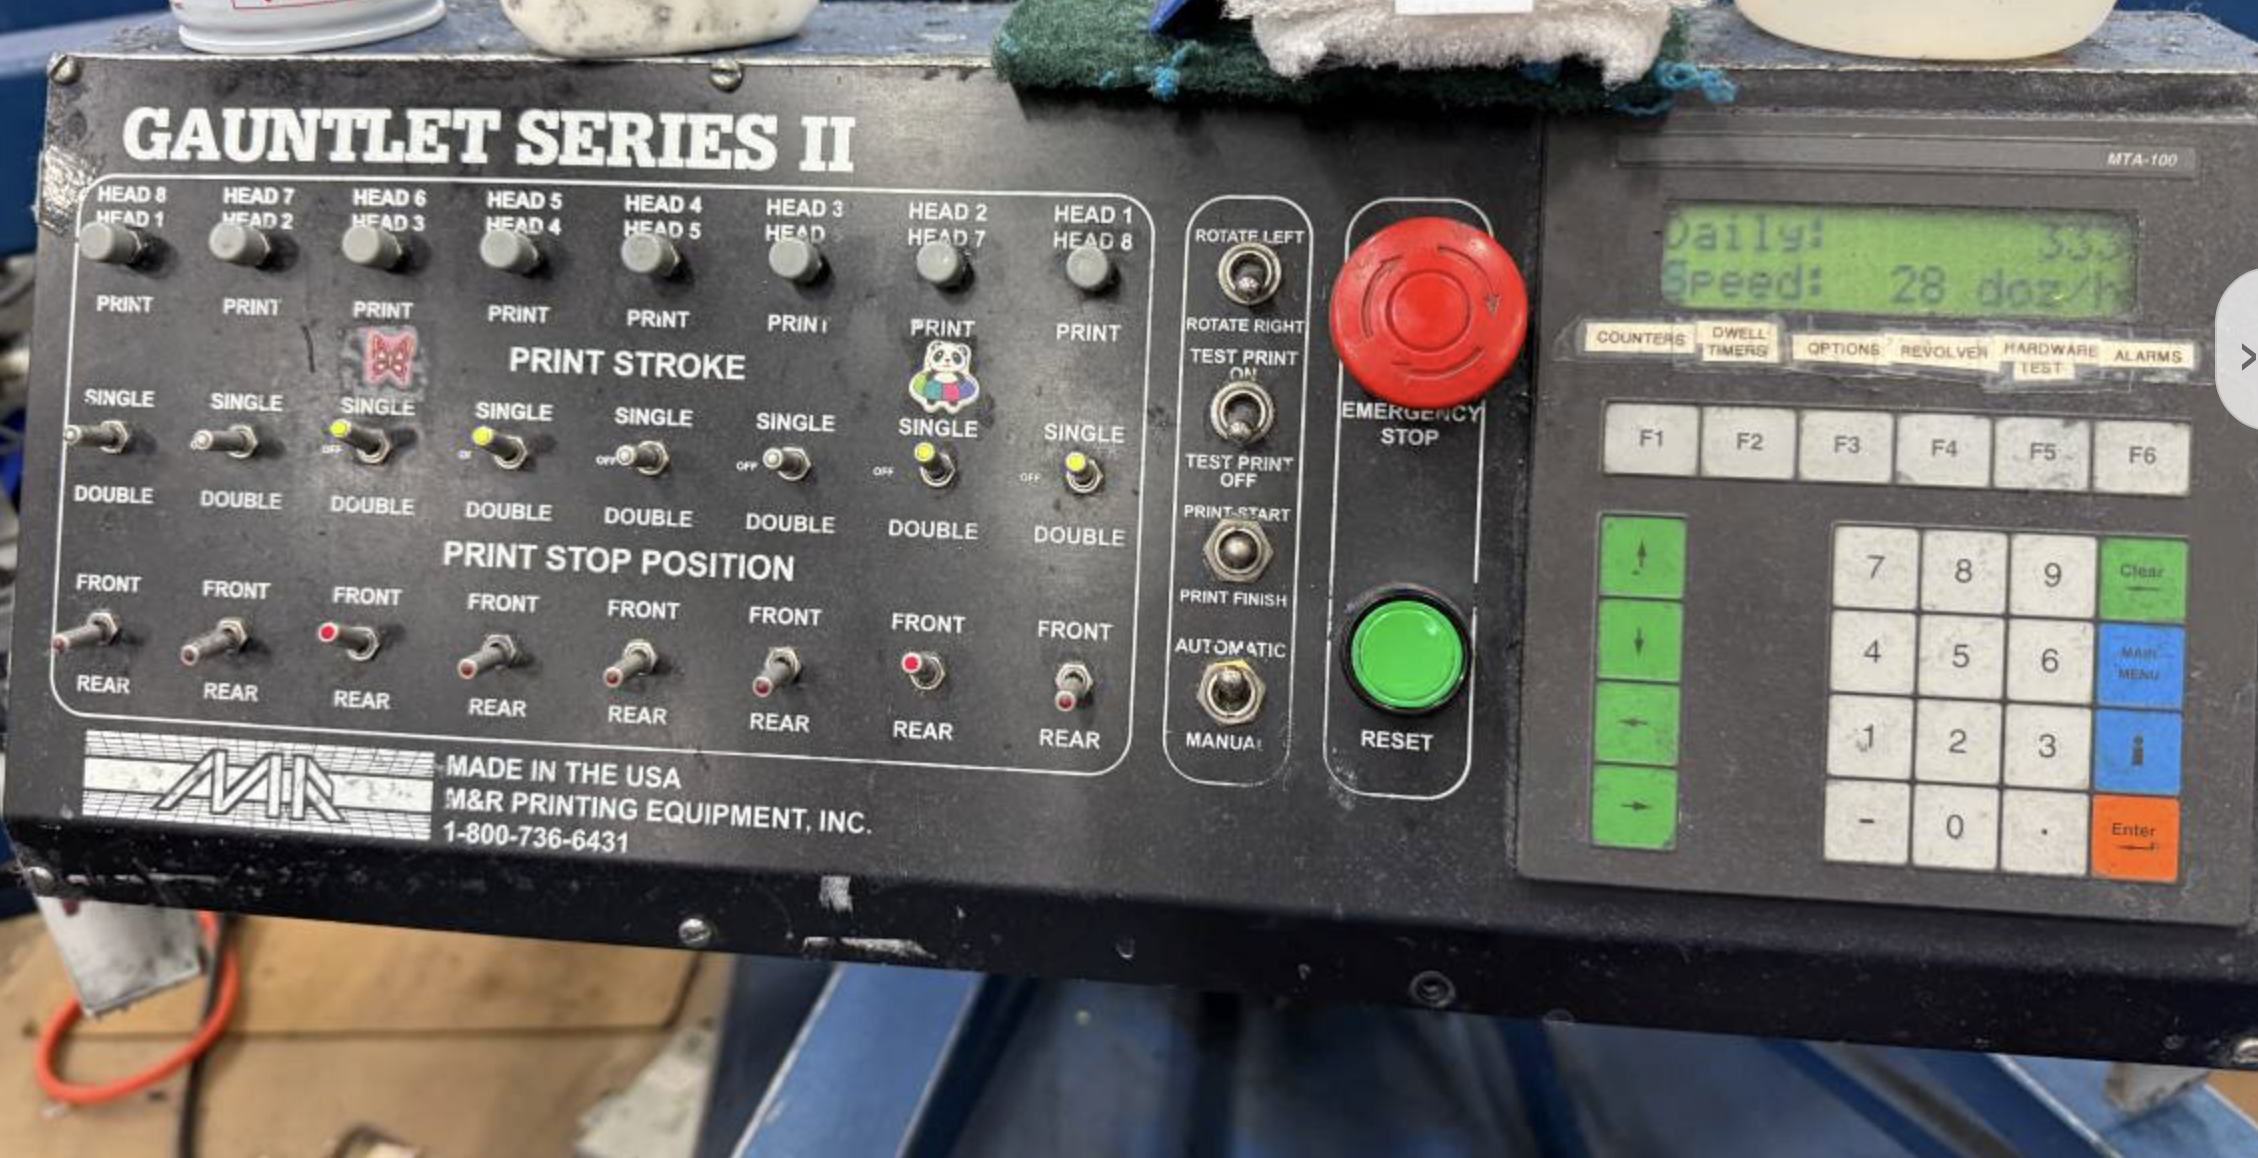 GAUNTLET SERIES II
MTA-100
HEAD 8 HEAD 7 HEAD 6 HEAD 5 HEAD 4 HEAD 3 HEAD 2 HEAD 1
HEAD 1 HEAD 2 HEAD 3 HEAD 4 HEAD 5 HEAD HEAD 7 HEAD 8
PRINT PRINT PRINT PRINT PRINT PRINT PRINT PRINT
PRINT STROKE
SINGLE SINGLE SINGLE SINGLE SINGLE SINGLE SINGLE SINGLE
OFF OFF OFF OFF OFF
DOUBLE DOUBLE DOUBLE DOUBLE DOUBLE DOUBLE DOUBLE DOUBLE
PRINT STOP POSITION
FRONT FRONT FRONT FRONT FRONT FRONT FRONT FRONT
REAR REAR REAR REAR REAR REAR REAR REAR
M&R
MADE IN THE USA
M&R PRINTING EQUIPMENT, INC.
1-800-736-6431
ROTATE LEFT
ROTATE RIGHT
TEST PRINT
ON
TEST PRINT
OFF
PRINT START
PRINT FINISH
AUTOMATIC
MANUAL
EMERGENCY
STOP
RESET
Daily: 333
Speed: 28 doz/h
COUNTERS
DWELL
TIMERS
OPTIONS
REVOLVER
HARDWARE
TEST
ALARMS
F1 F2 F3 F4 F5 F6
7 8 9 Clear
4 5 6 MAIN
MENU
1 2 3 i
- 0 . Enter